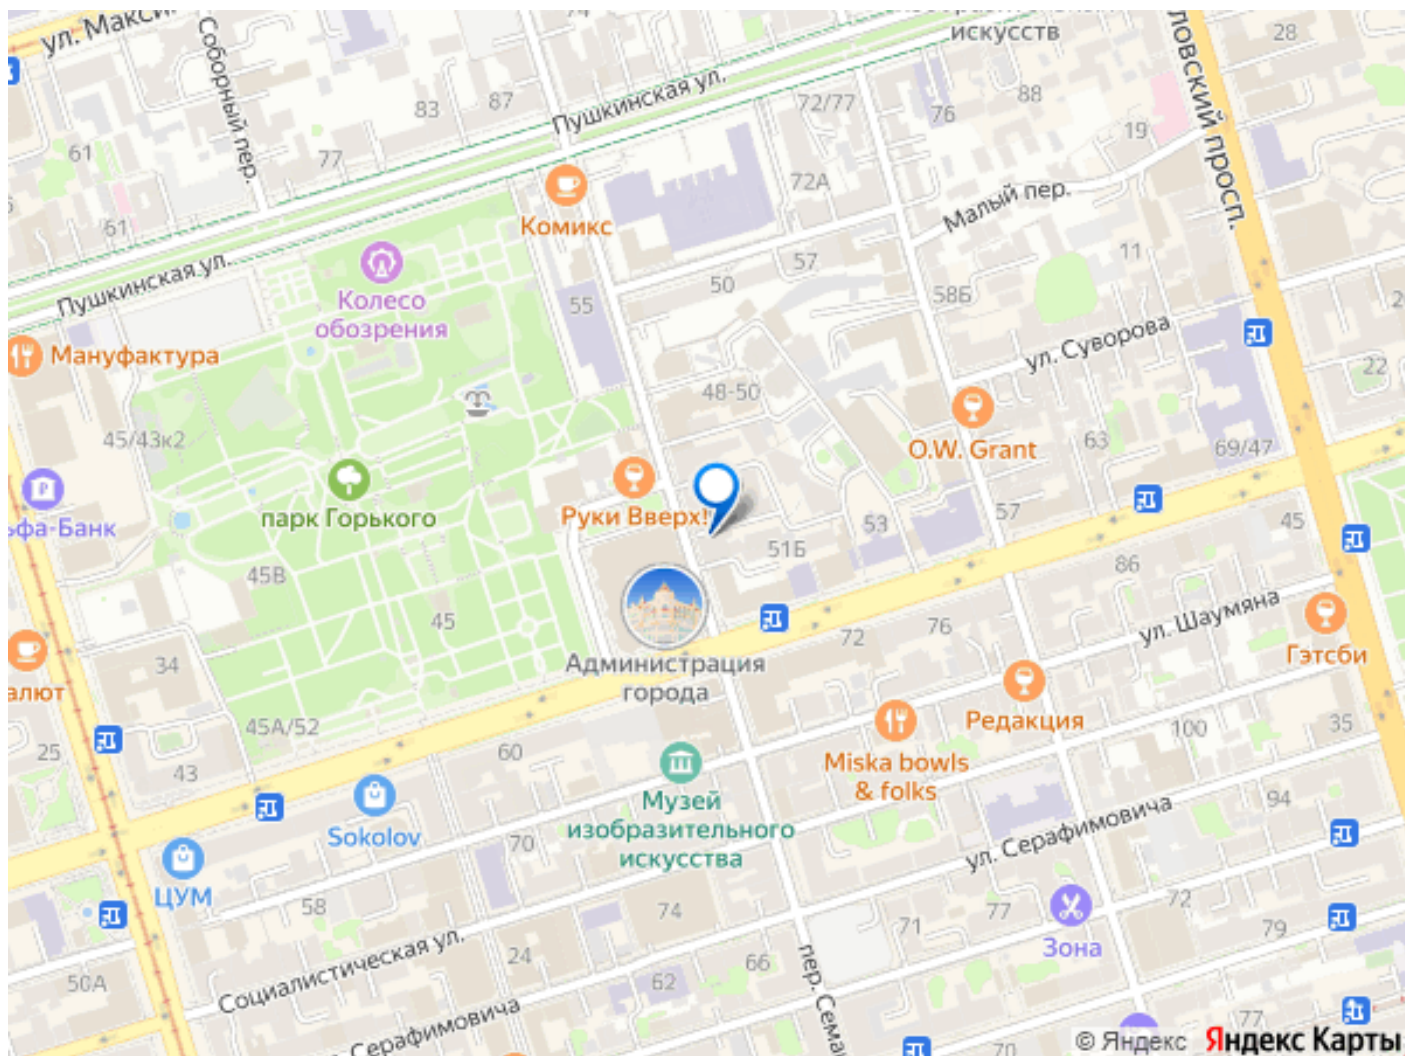 искусств
28
ул. Макси
Соборный пер.
83
87
Пушкинская ул.
72/77
76
88
19
ловский просп.
61
77
72А
Малый пер.
61
Комикс
57
11
Пушкинская ул.
Колесо
обозрения
55
50
58Б
ул. Суворова
22
Мануфактура
48-50
45/43к2
O.W. Grant
63
69/47
ьфа-Банк
парк Горького
Руки Вверх!
53
57
45
51Б
86
45В
45
76
72
ул. Шаумяна
Гэтсби
34
Администрация
города
алют
45А/52
Редакция
100
35
25
43
60
Miska bowls
& folks
Музей
изобразительного
искусства
94
Sokolov
70
ул. Серафимовича
ЦУМ
58
74
71
77
72
79
Зона
Социалистическая ул.
24
66
62
50А
пер. Сема
Серафимовича
70
77
© Яндекс Яндекс Карты